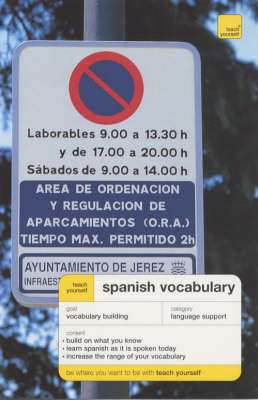 teach
yourself
Laborables 9.00 a 13.30 h
y de 17.00 a 20.00 h
Sábados de 9.00 a 14.00 h
AREA DE ORDENACION
Y REGULACION DE
APARCAMIENTOS (O.R.A.)
TIEMPO MAX. PERMITIDO 2h
AYUNTAMIENTO DE JEREZ
INFRAEST
teach
yourself
spanish vocabulary
goal
vocabulary building
category
language support
content
• build on what you know
• learn spanish as it is spoken today
• increase the range of your vocabulary
be where you want to be with teach yourself